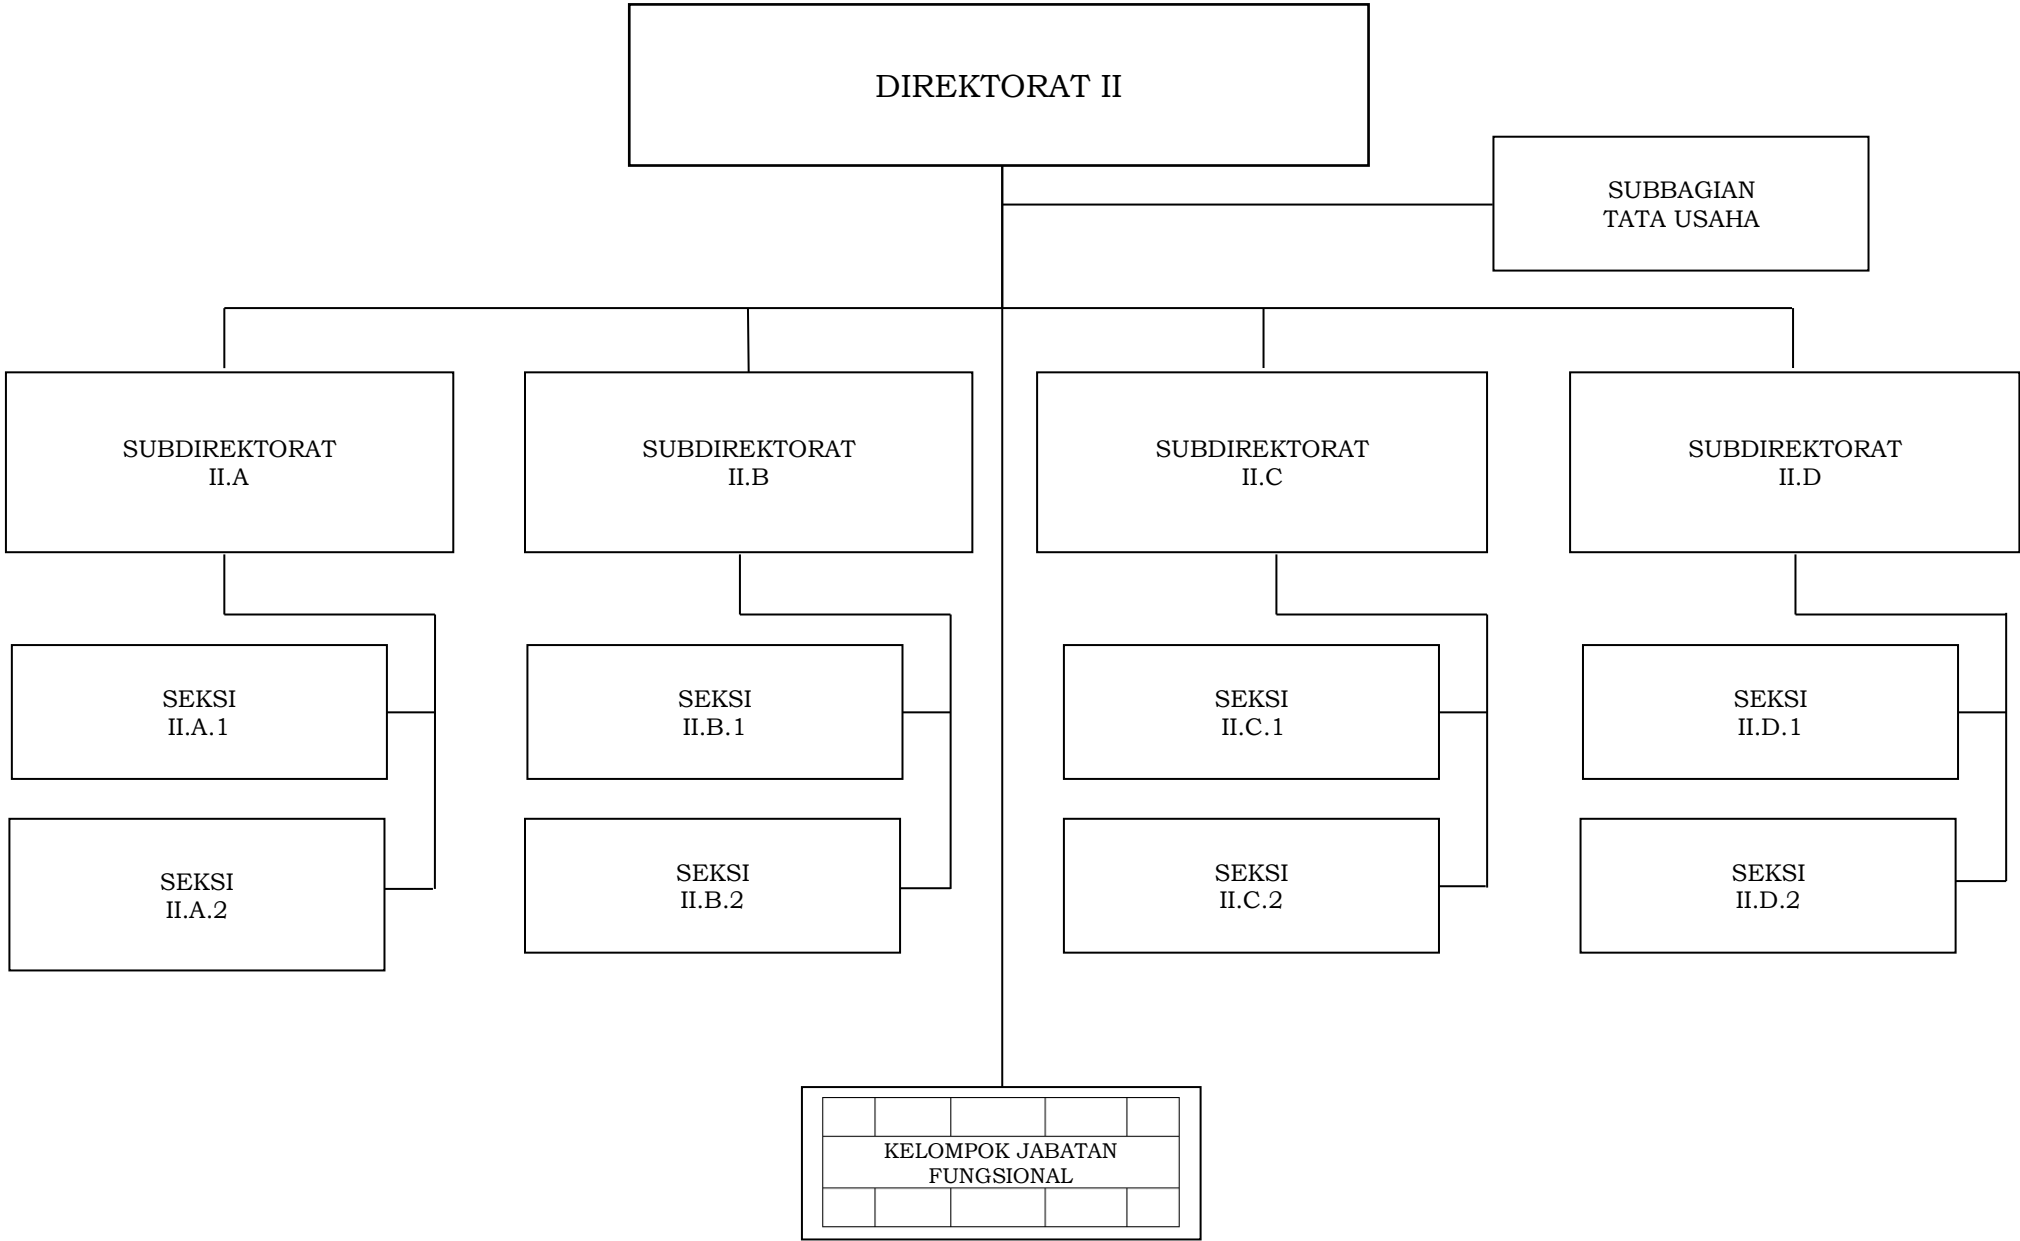 DIREKTORAT II
SUBBAGIAN
TATA USAHA
SUBDIREKTORAT
II.A
SUBDIREKTORAT
II.B
SUBDIREKTORAT
II.C
SUBDIREKTORAT
II.D
SEKSI
II.A.1
SEKSI
II.B.1
SEKSI
II.C.1
SEKSI
II.D.1
SEKSI
II.A.2
SEKSI
II.B.2
SEKSI
II.C.2
SEKSI
II.D.2
KELOMPOK JABATAN
FUNGSIONAL